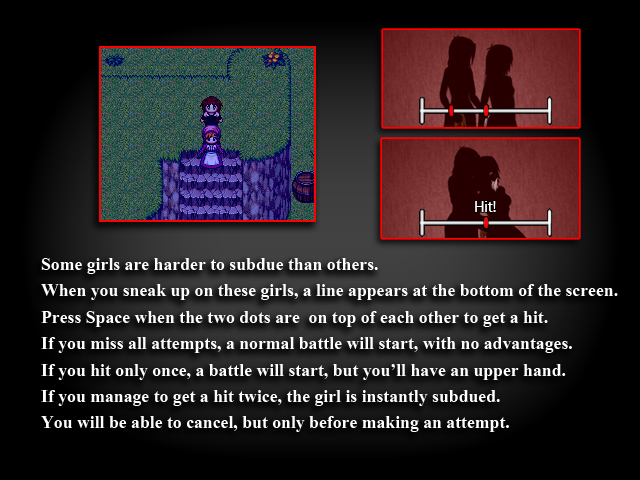 Hit!
Some girls are harder to subdue than others.
When you sneak up on these girls, a line appears at the bottom of the screen.
Press Space when the two dots are on top of each other to get a hit.
If you miss all attempts, a normal battle will start, with no advantages.
If you hit only once, a battle will start, but you’ll have an upper hand.
If you manage to get a hit twice, the girl is instantly subdued.
You will be able to cancel, but only before making an attempt.